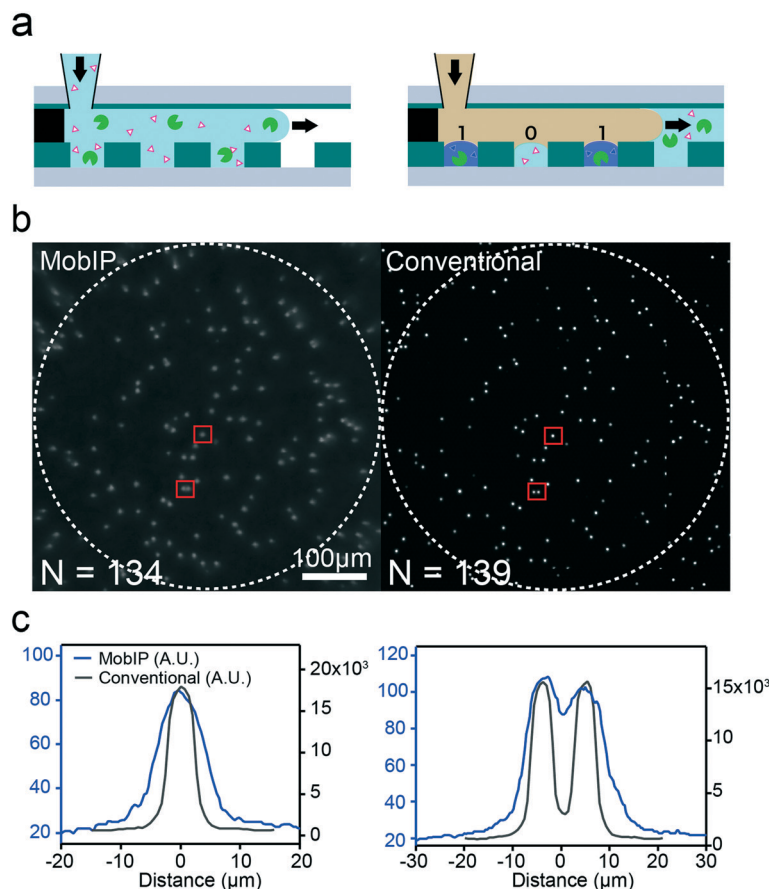 a
1 0 1
b
MobIP Conventional
100µm
N = 134 N = 139
c
MobIP (A.U.)
Conventional (A.U.)
100
80
60
40
20
20x10³
15
10
5
0
-20 -10 0 10 20
Distance (µm)
120
100
80
60
40
20
15x10³
10
5
0
-30 -20 -10 0 10 20 30
Distance (µm)